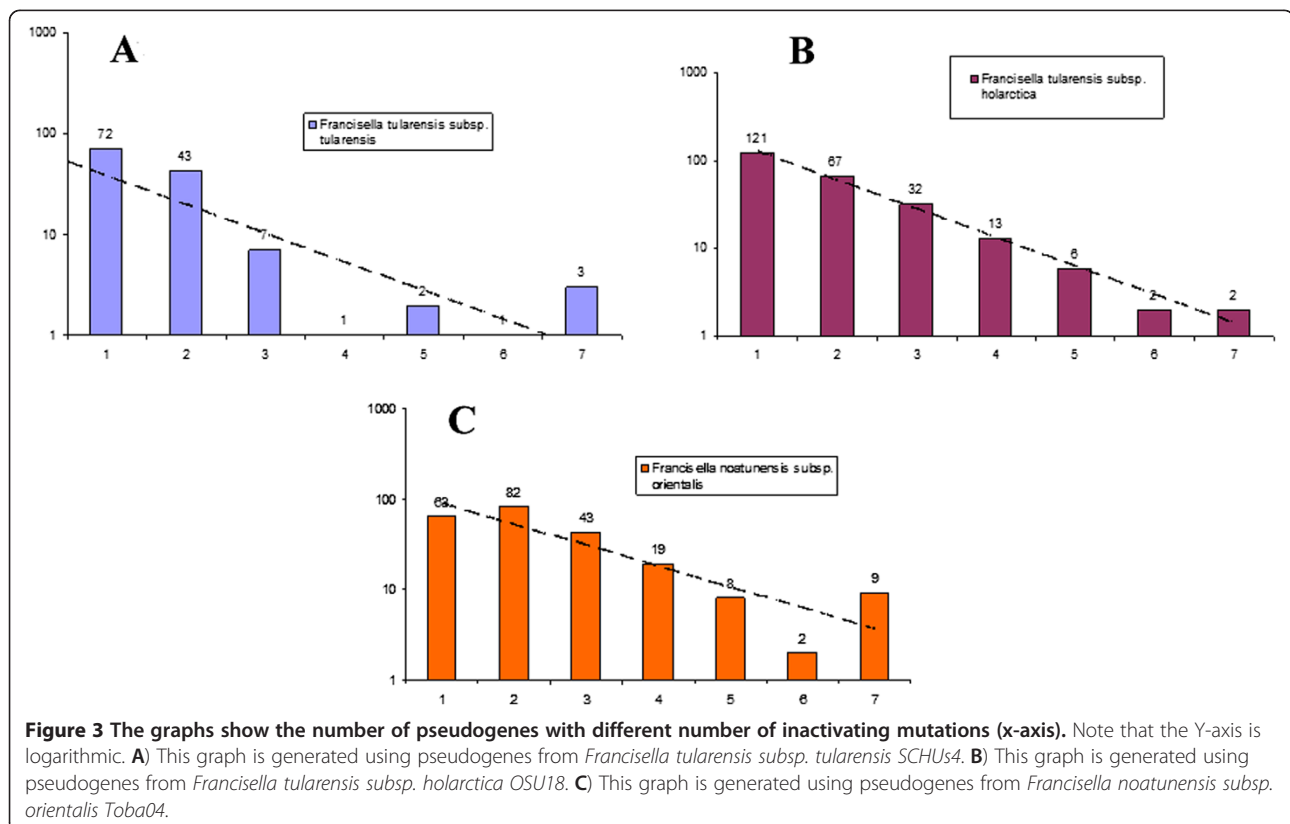 A
1000
100
10
1
72
43
7
1
2
1
3
1 2 3 4 5 6 7
Francisella tularensis subsp.
tularensis
B
1000
100
10
1
121
67
32
13
6
2
2
1 2 3 4 5 6 7
Francisella tularensis subsp.
holarctica
C
1000
100
10
1
63
82
43
19
8
2
9
1 2 3 4 5 6 7
Francisella noatunensis subsp.
orientalis
Figure 3 The graphs show the number of pseudogenes with different number of inactivating mutations (x-axis). Note that the Y-axis is
logarithmic. A) This graph is generated using pseudogenes from Francisella tularensis subsp. tularensis SCHUs4. B) This graph is generated using
pseudogenes from Francisella tularensis subsp. holarctica OSU18. C) This graph is generated using pseudogenes from Francisella noatunensis subsp.
orientalis Toba04.